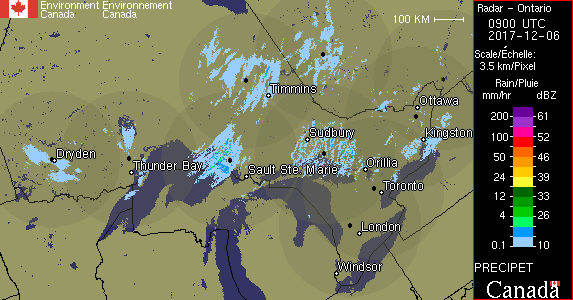 Environment Environnement
Canada Canada
100 KM
Timmins
Ottawa
Sudbury
Kingston
Dryden
Thunder Bay
Sault Ste. Marie
Orillia
Toronto
London
Windsor
Radar - Ontario
0900 UTC
2017-12-06
Scale/Échelle:
3.5 km/Pixel
Rain/Pluie
mm/hr dBZ
200 61
100 52
50 46
24 39
12 33
4 26
0.1 10
PRECIPET
Canada